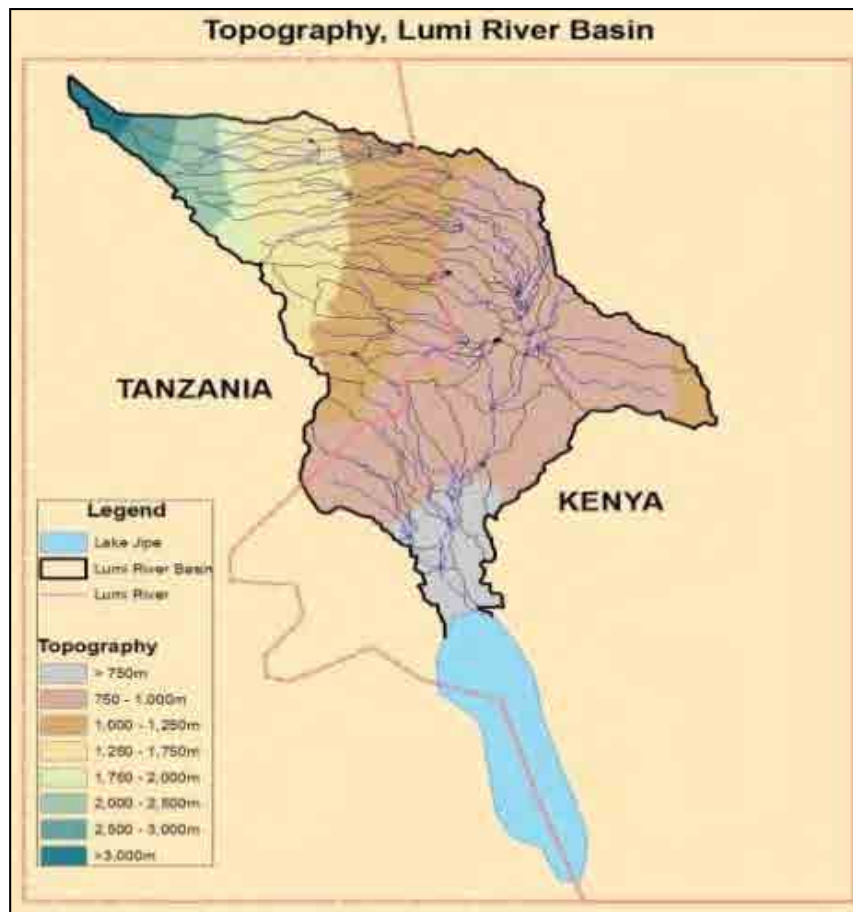 Topography, Lumi River Basin
TANZANIA
KENYA
Legend
Lake Jipe
Lumi River Basin
Lumi River
Topography
> 750m
750 - 1.000m
1,000 - 1,250m
1,250 - 1,750m
1,750 - 2,000m
2,000 - 2,500m
2,500 - 3,000m
>3,000m